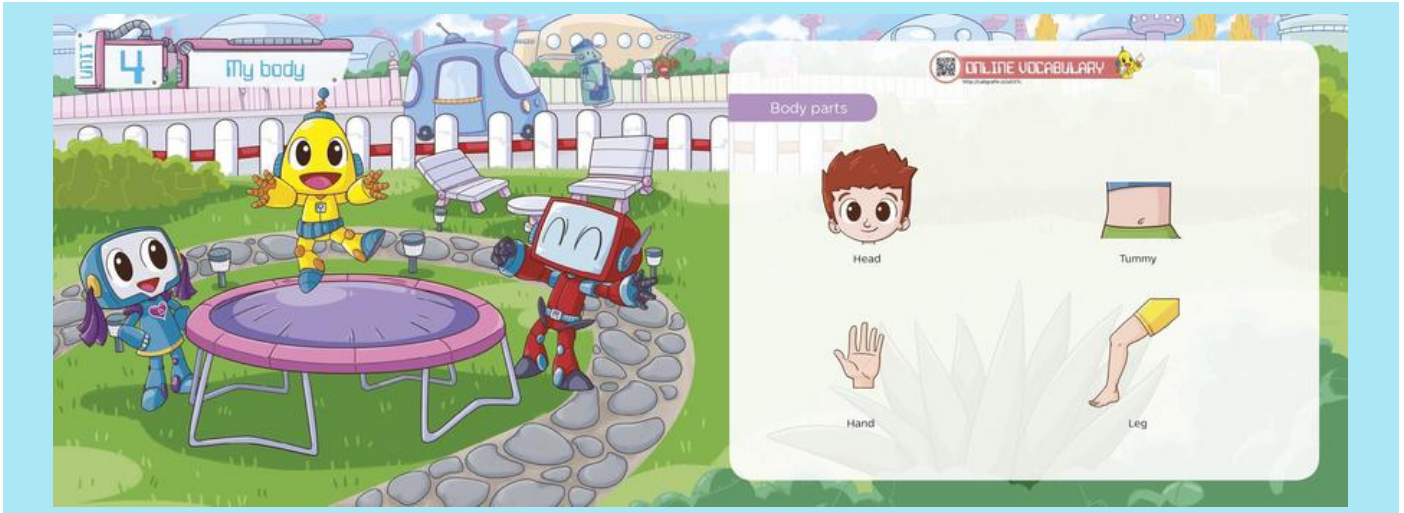 UNIT
4
My body
ONLINE VOCABULARY
Body parts
Head
Tummy
Hand
Leg